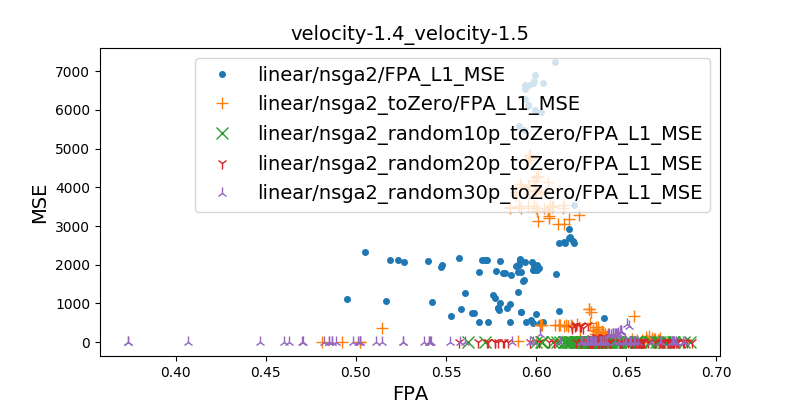 velocity-1.4_velocity-1.5
linear/nsga2/FPA_L1_MSE
linear/nsga2_toZero/FPA_L1_MSE
linear/nsga2_random10p_toZero/FPA_L1_MSE
linear/nsga2_random20p_toZero/FPA_L1_MSE
linear/nsga2_random30p_toZero/FPA_L1_MSE
MSE
7000
6000
5000
4000
3000
2000
1000
0
0.40
0.45
0.50
0.55
0.60
0.65
0.70
FPA